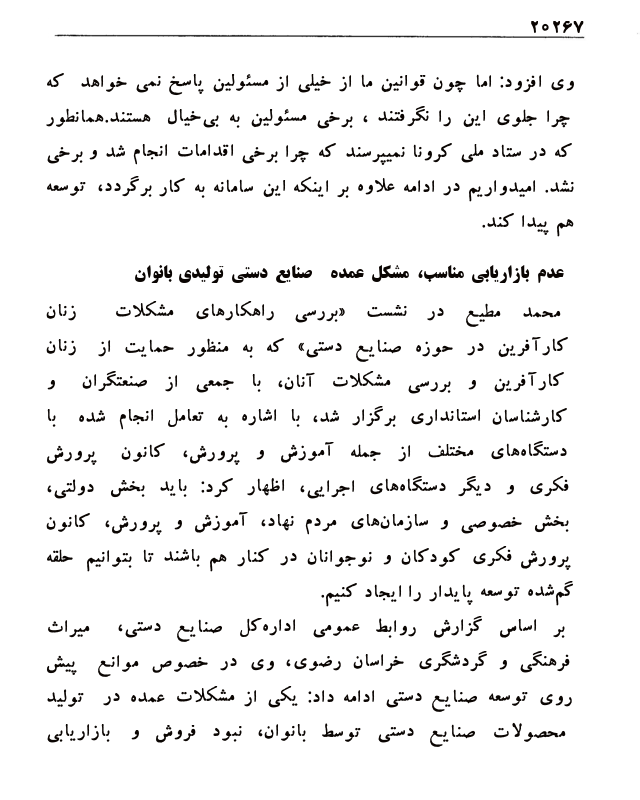 ۲۰۲۶۷
وی افزود: اما چون قوانین ما از خیلی از مسئولین پاسخ نمی خواهد که
چرا جلوی این را نگرفتند ، برخی مسئولین به بی‌خیال هستند.همانطور
که در ستاد ملی کرونا نمیپرسند که چرا برخی اقدامات انجام شد و برخی
نشد. امیدواریم در ادامه علاوه بر اینکه این سامانه به کار برگردد، توسعه
هم پیدا کند.
عدم بازاریابی مناسب، مشکل عمده صنایع دستی تولیدی بانوان
محمد مطیع در نشست «بررسی راهکارهای مشکلات زنان
کارآفرین در حوزه صنایع دستی» که به منظور حمایت از زنان
کارآفرین و بررسی مشکلات آنان، با جمعی از صنعتگران و
کارشناسان استانداری برگزار شد، با اشاره به تعامل انجام شده با
دستگاه‌های مختلف از جمله آموزش و پرورش، کانون پرورش
فکری و دیگر دستگاه‌های اجرایی، اظهار کرد: باید بخش دولتی،
بخش خصوصی و سازمان‌های مردم نهاد، آموزش و پرورش، کانون
پرورش فکری کودکان و نوجوانان در کنار هم باشند تا بتوانیم حلقه
گم‌شده توسعه پایدار را ایجاد کنیم.
بر اساس گزارش روابط عمومی اداره‌کل صنایع دستی، میراث
فرهنگی و گردشگری خراسان رضوی، وی در خصوص موانع پیش
روی توسعه صنایع دستی ادامه داد: یکی از مشکلات عمده در تولید
محصولات صنایع دستی توسط بانوان، نبود فروش و بازاریابی